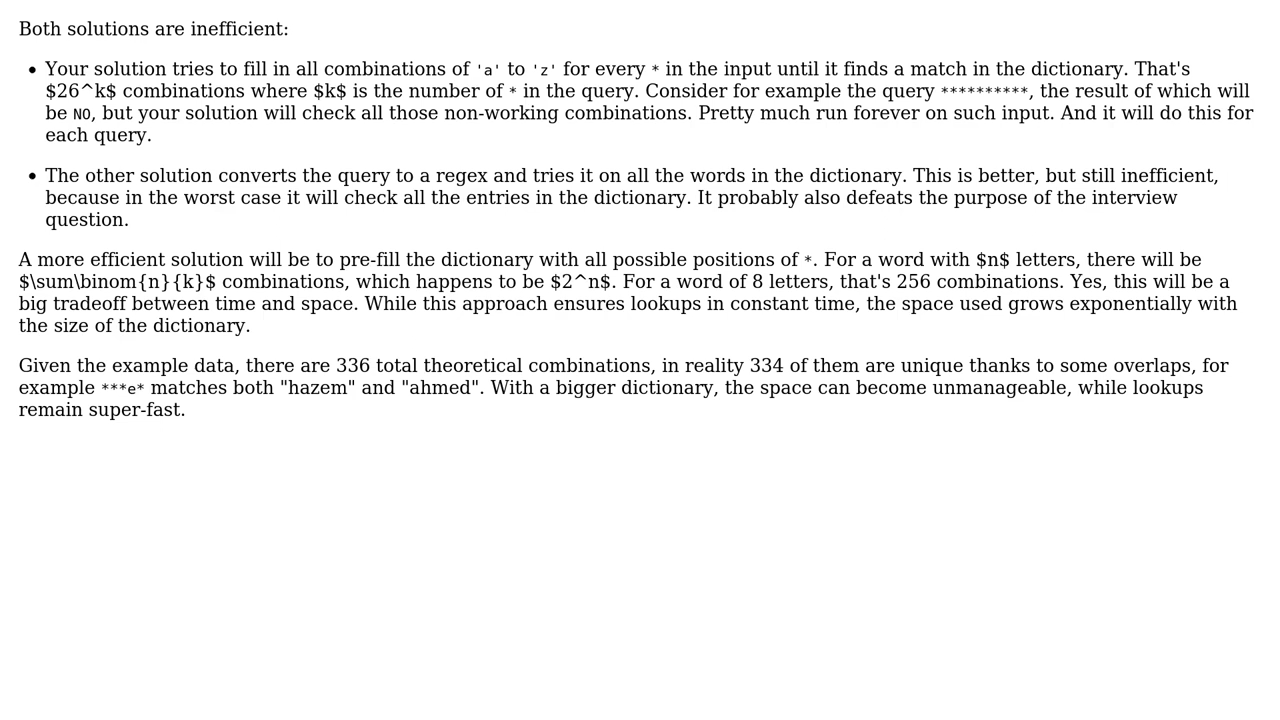 Both solutions are inefficient:
• Your solution tries to fill in all combinations of 'a' to 'z' for every * in the input until it finds a match in the dictionary. That's
$26^k$ combinations where $k$ is the number of * in the query. Consider for example the query **********, the result of which will
be NO, but your solution will check all those non-working combinations. Pretty much run forever on such input. And it will do this for
each query.
• The other solution converts the query to a regex and tries it on all the words in the dictionary. This is better, but still inefficient,
because in the worst case it will check all the entries in the dictionary. It probably also defeats the purpose of the interview
question.
A more efficient solution will be to pre-fill the dictionary with all possible positions of *. For a word with $n$ letters, there will be
$\sum\binom{n}{k}$ combinations, which happens to be $2^n$. For a word of 8 letters, that's 256 combinations. Yes, this will be a
big tradeoff between time and space. While this approach ensures lookups in constant time, the space used grows exponentially with
the size of the dictionary.
Given the example data, there are 336 total theoretical combinations, in reality 334 of them are unique thanks to some overlaps, for
example ***e* matches both "hazem" and "ahmed". With a bigger dictionary, the space can become unmanageable, while lookups
remain super-fast.